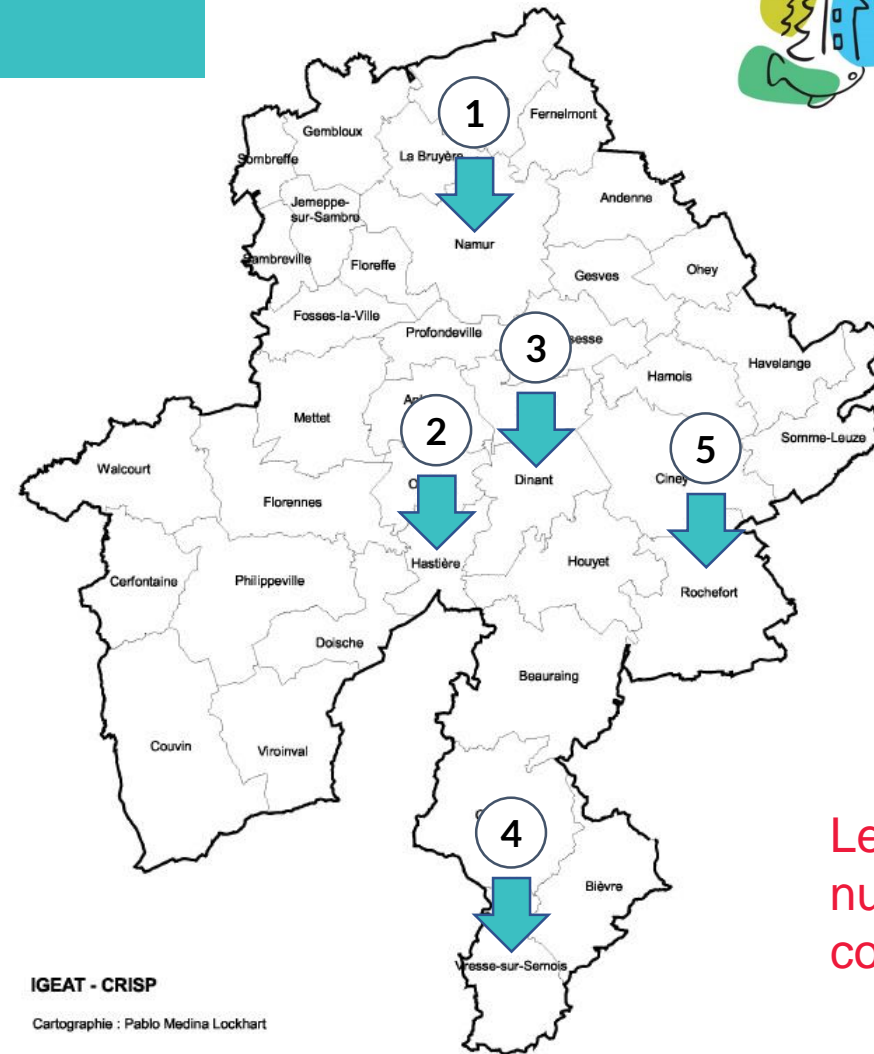 1
Fernelmont
Gembloux
La Bruyère
Sombreffe
Andenne
Jemeppe-
sur-Sambre
Namur
Sambreville
Floreffe
Gesves
Ohey
Fosses-la-Ville
Profondeville
sesse
3
Havelange
Hamois
Mettet
2
5
Somme-Leuze
Walcourt
Ciney
Dinant
Florennes
Hastière
Houyet
Cerfontaine
Philippeville
Rochefort
Doische
Beauraing
Couvin
Viroinval
4
Bièvre
Vresse-sur-Semois
Le
nu
co
IGEAT - CRISP
Cartographie : Pablo Medina Lockhart